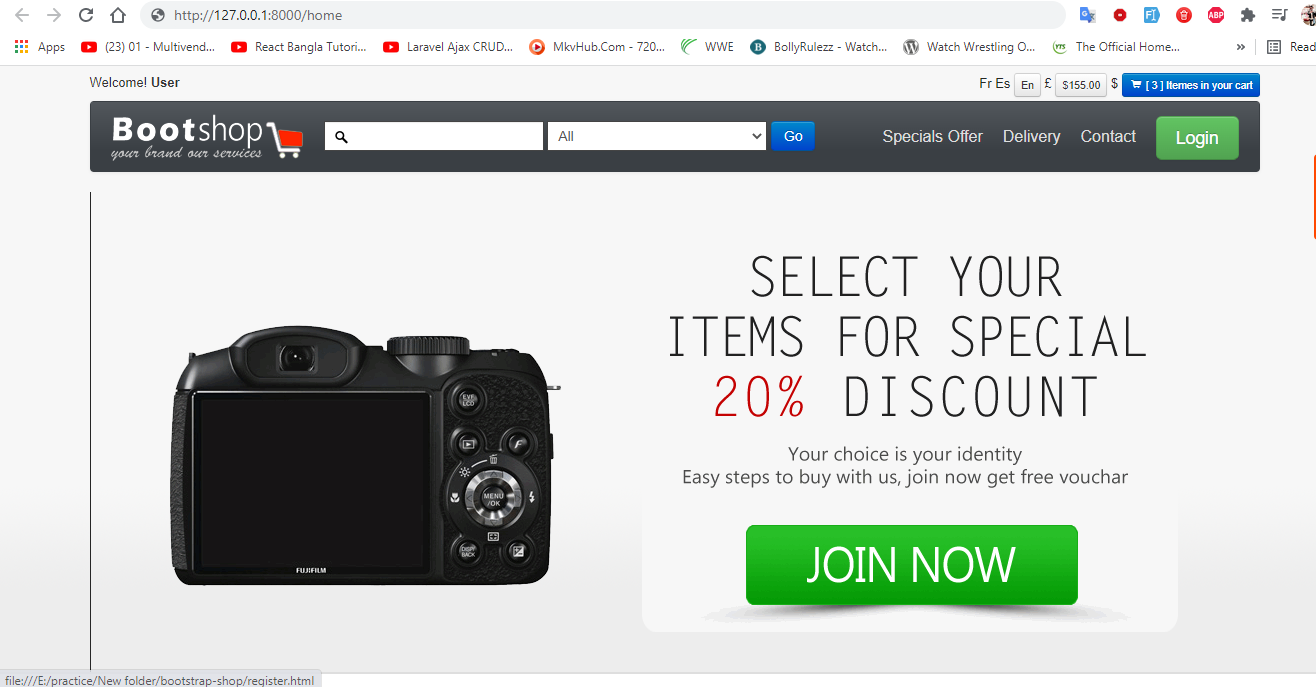 http://127.0.0.1:8000/home
Apps (23) 01 - Multivend... React Bangla Tutori... Laravel Ajax CRUD... MkvHub.Com - 720... WWE B BollyRulezz - Watch... Watch Wrestling O... YTS The Official Home... » Read
ABP
Welcome! User Fr Es En £ $155.00 $ [ 3 ] Itemes in your cart
Bootshop
your brand our services
All Go Specials Offer Delivery Contact Login
SELECT YOUR
ITEMS FOR SPECIAL
20% DISCOUNT
Your choice is your identity
Easy steps to buy with us, join now get free vouchar
JOIN NOW
EVF
LCD
F
MENU
/OK
DISP
BACK
FUJIFILM
file:///E:/practice/New folder/bootstrap-shop/register.html